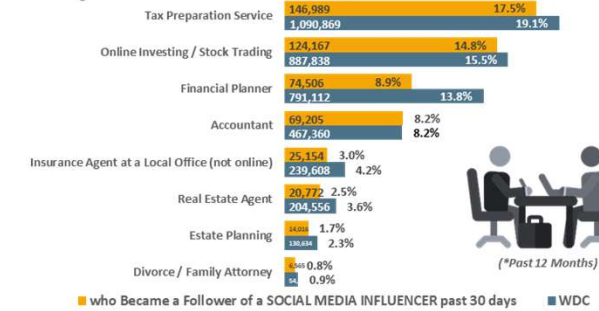 Tax Preparation Service
146,989 17.5%
1,090,869 19.1%
Online Investing / Stock Trading
124,167 14.8%
887,838 15.5%
Financial Planner
74,506 8.9%
791,112 13.8%
Accountant
69,205 8.2%
467,360 8.2%
Insurance Agent at a Local Office (not online)
25,154 3.0%
239,608 4.2%
Real Estate Agent
20,772 2.5%
204,556 3.6%
Estate Planning
14,016 1.7%
130,634 2.3%
Divorce / Family Attorney
6,565 0.8%
0.9%
(*Past 12 Months)
who Became a Follower of a SOCIAL MEDIA INFLUENCER past 30 days WDC